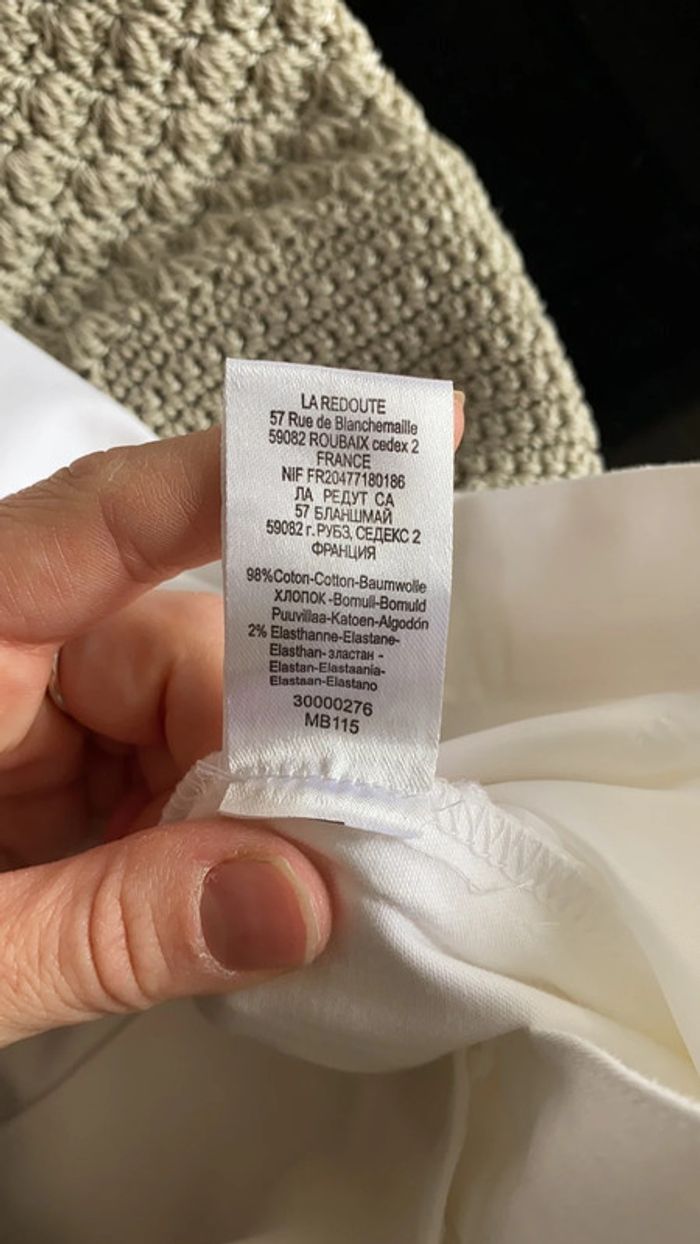 LA REDOUTE
57 Rue de Blanchemaille
59082 ROUBAIX cedex 2
FRANCE
NIF FR20477180186
ЛА РЕДУТ СА
57 БЛАНШМАЙ
59082 г.РУБЗ, СЕДЕКС 2
ФРАНЦИЯ
98%Coton-Cotton-Baumwolle
ХЛОПОК-Bomull-Bomuld
Puuvillaa-Katoen-Algodón
2% Elasthanne-Elastane-
Elasthan-эластан -
Elastan-Elastaania-
Elastaan-Elastano
30000276
MB115